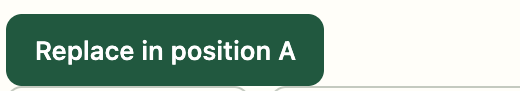 Replace in position A